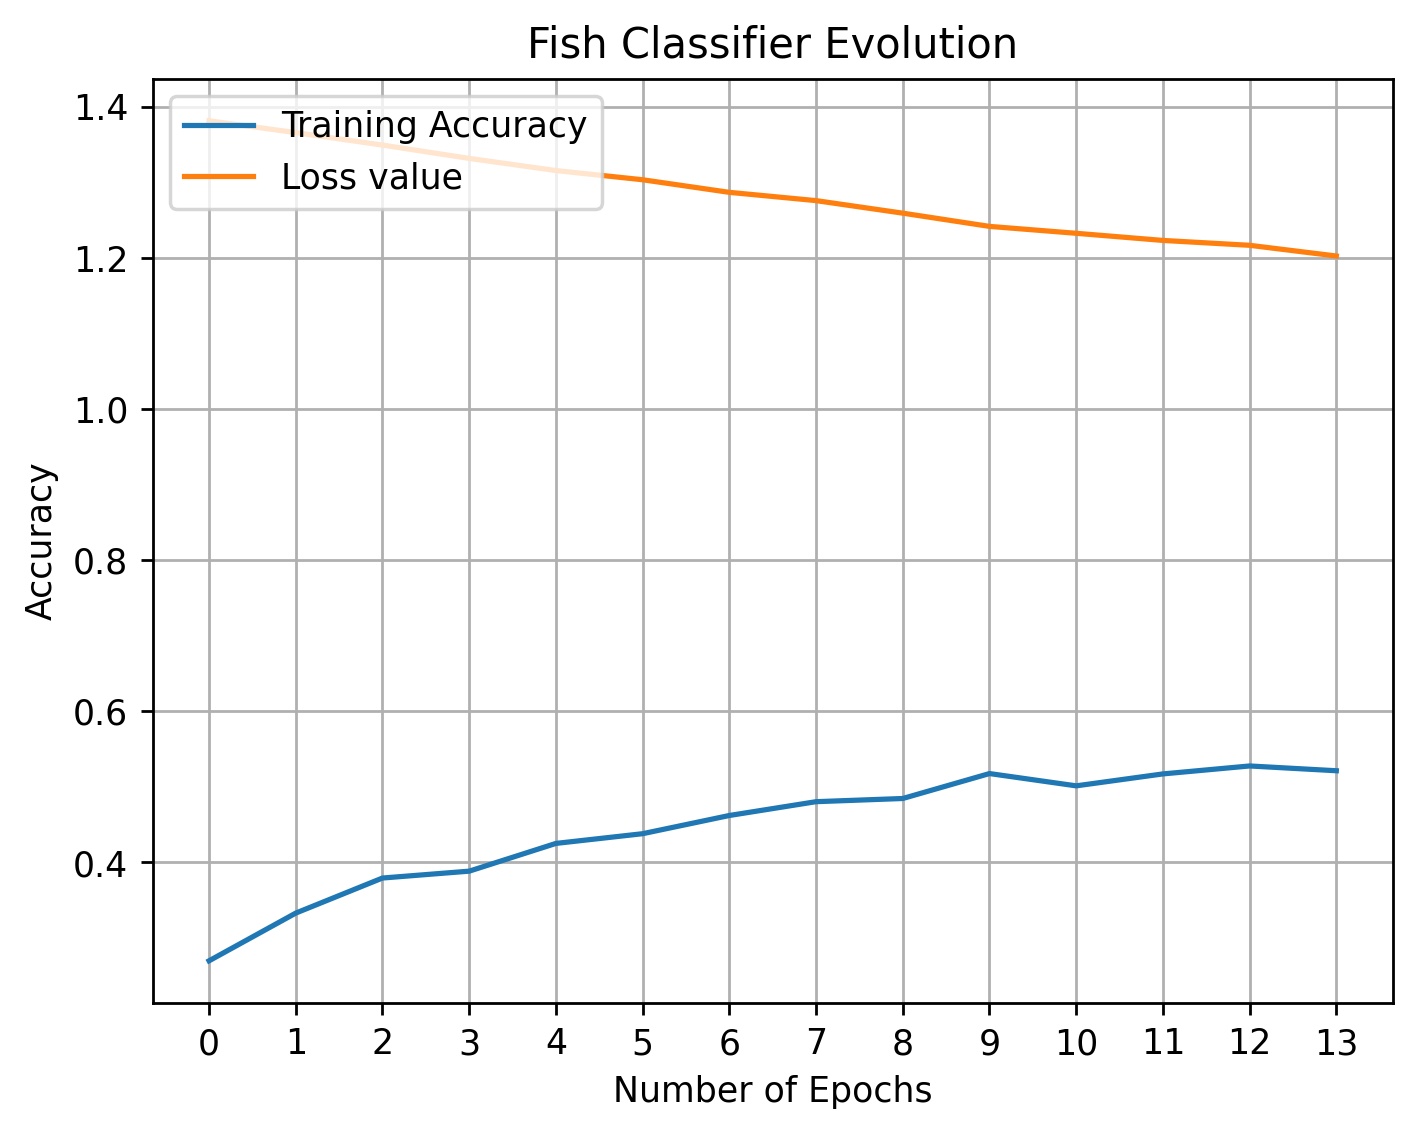 Fish Classifier Evolution
Training Accuracy
Loss value
1.4
1.2
1.0
0.8
0.6
0.4
Accuracy
0 1 2 3 4 5 6 7 8 9 10 11 12 13
Number of Epochs